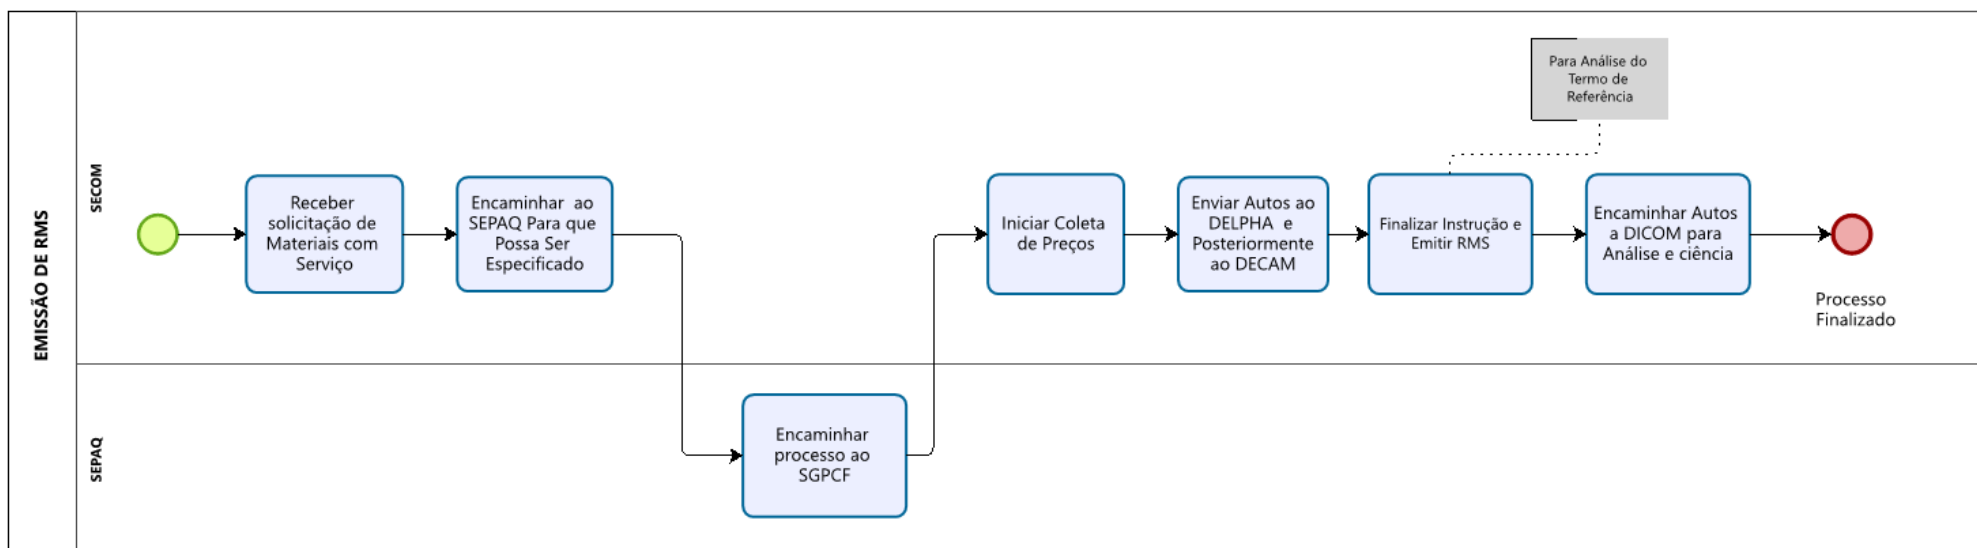 EMISSÃO DE RMS
SECOM
Receber
solicitação de
Materiais com
Serviço
Encaminhar ao
SEPAQ Para que
Possa Ser
Especificado
Iniciar Coleta
de Preços
Enviar Autos ao
DELPHA e
Posteriormente
ao DECAM
Para Análise do
Termo de
Referência
Finalizar Instrução e
Emitir RMS
Encaminhar Autos
a DICOM para
Análise e ciência
Processo
Finalizado
SEPAQ
Encaminhar
processo ao
SGPCF